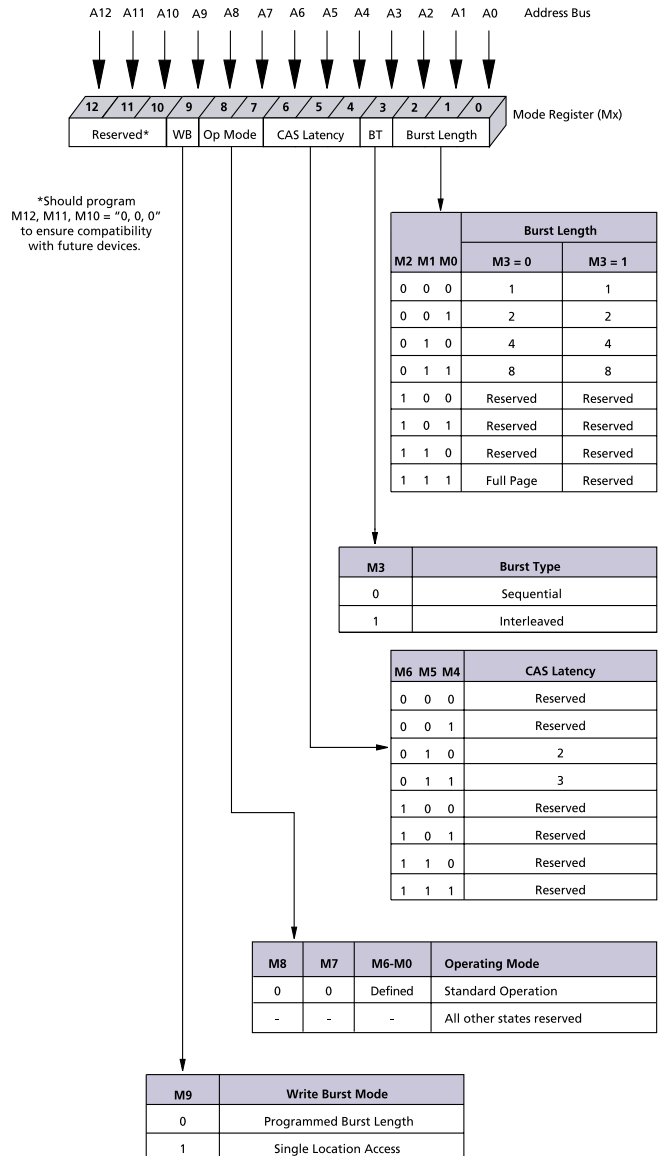 A12 A11 A10 A9 A8 A7 A6 A5 A4 A3 A2 A1 A0 Address Bus
12 11 10 9 8 7 6 5 4 3 2 1 0
Mode Register (Mx)
Reserved* WB Op Mode CAS Latency BT Burst Length
*Should program
M12, M11, M10 = “0, 0, 0”
to ensure compatibility
with future devices.
Burst Length
M2 M1 M0 M3 = 0 M3 = 1
0 0 0 1 1
0 0 1 2 2
0 1 0 4 4
0 1 1 8 8
1 0 0 Reserved Reserved
1 0 1 Reserved Reserved
1 1 0 Reserved Reserved
1 1 1 Full Page Reserved
M3 Burst Type
0 Sequential
1 Interleaved
M6 M5 M4 CAS Latency
0 0 0 Reserved
0 0 1 Reserved
0 1 0 2
0 1 1 3
1 0 0 Reserved
1 0 1 Reserved
1 1 0 Reserved
1 1 1 Reserved
M8 M7 M6-M0 Operating Mode
0 0 Defined Standard Operation
- - - All other states reserved
M9 Write Burst Mode
0 Programmed Burst Length
1 Single Location Access